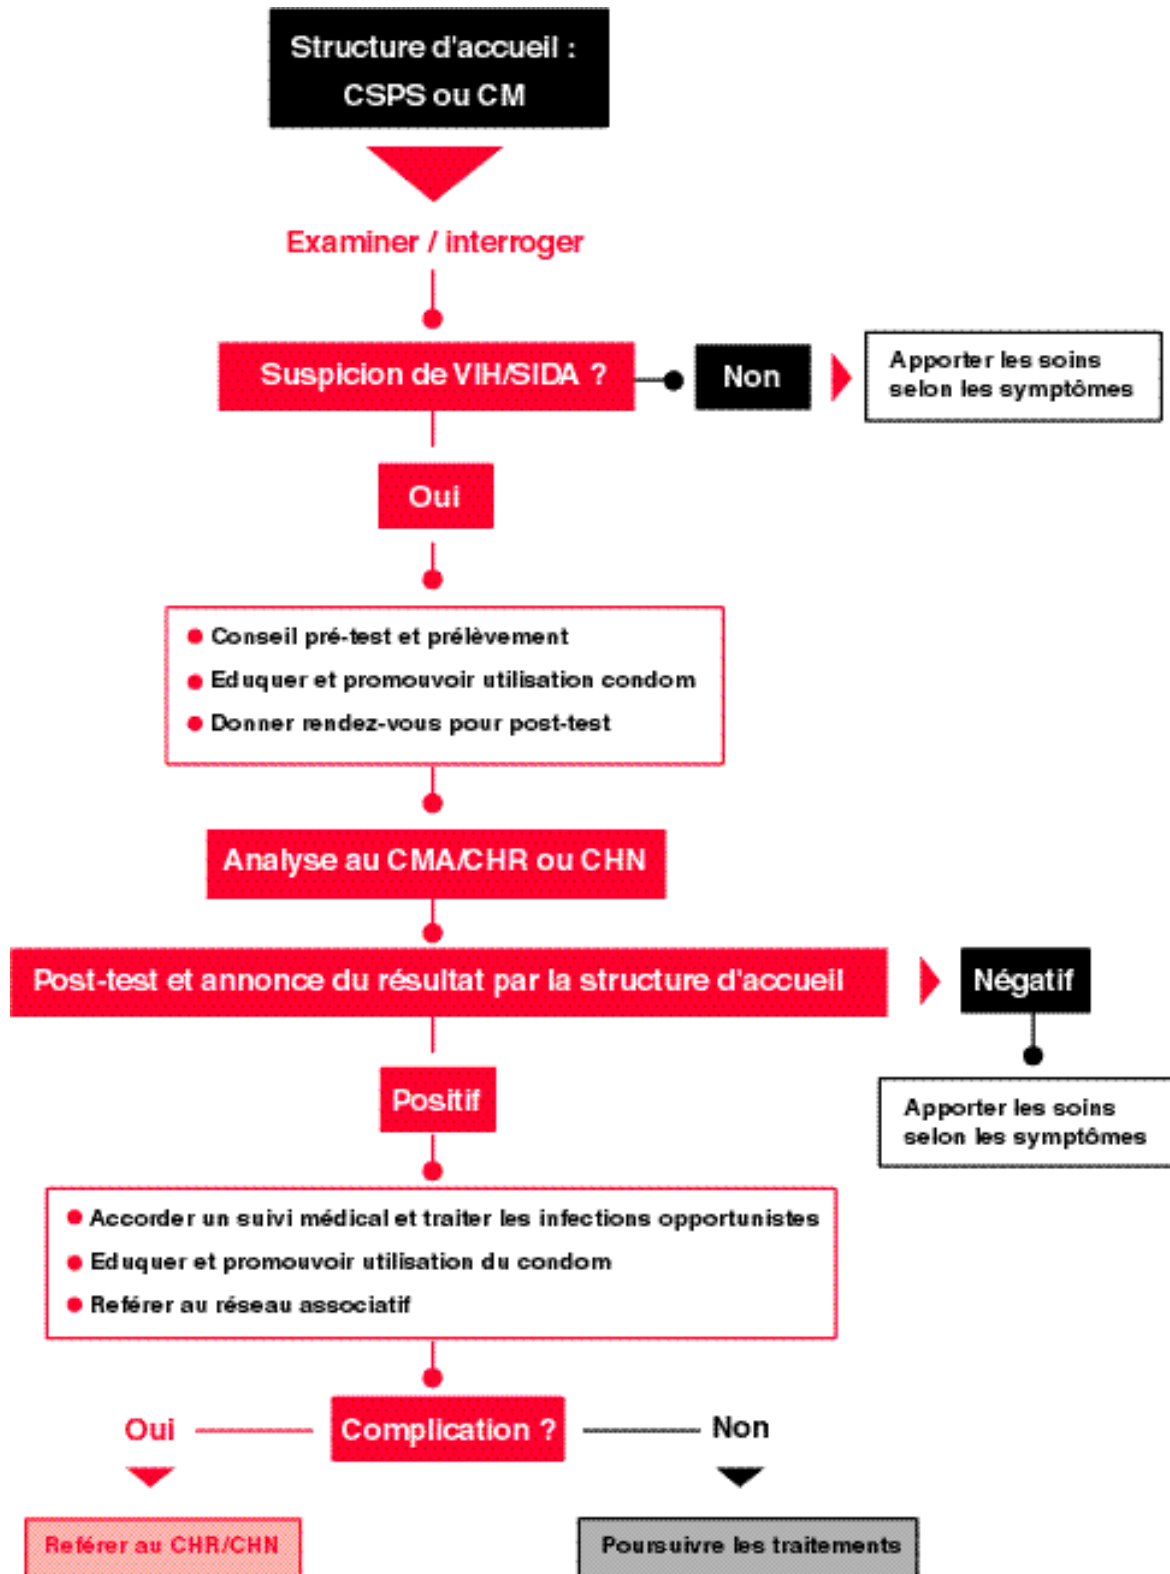 Structure d'accueil :
CSPS ou CM
Examiner / interroger
Suspicion de VIH/SIDA ?
Non
Apporter les soins
selon les symptômes
Oui
Conseil pré-test et prélèvement
Eduquer et promouvoir utilisation condom
Donner rendez-vous pour post-test
Analyse au CMA/CHR ou CHN
Post-test et annonce du résultat par la structure d'accueil
Négatif
Apporter les soins
selon les symptômes
Positif
Accorder un suivi médical et traiter les infections opportunistes
Eduquer et promouvoir utilisation du condom
Reférer au réseau associatif
Complication ?
Oui
Non
Reférer au CHR/CHN
Poursuivre les traitements